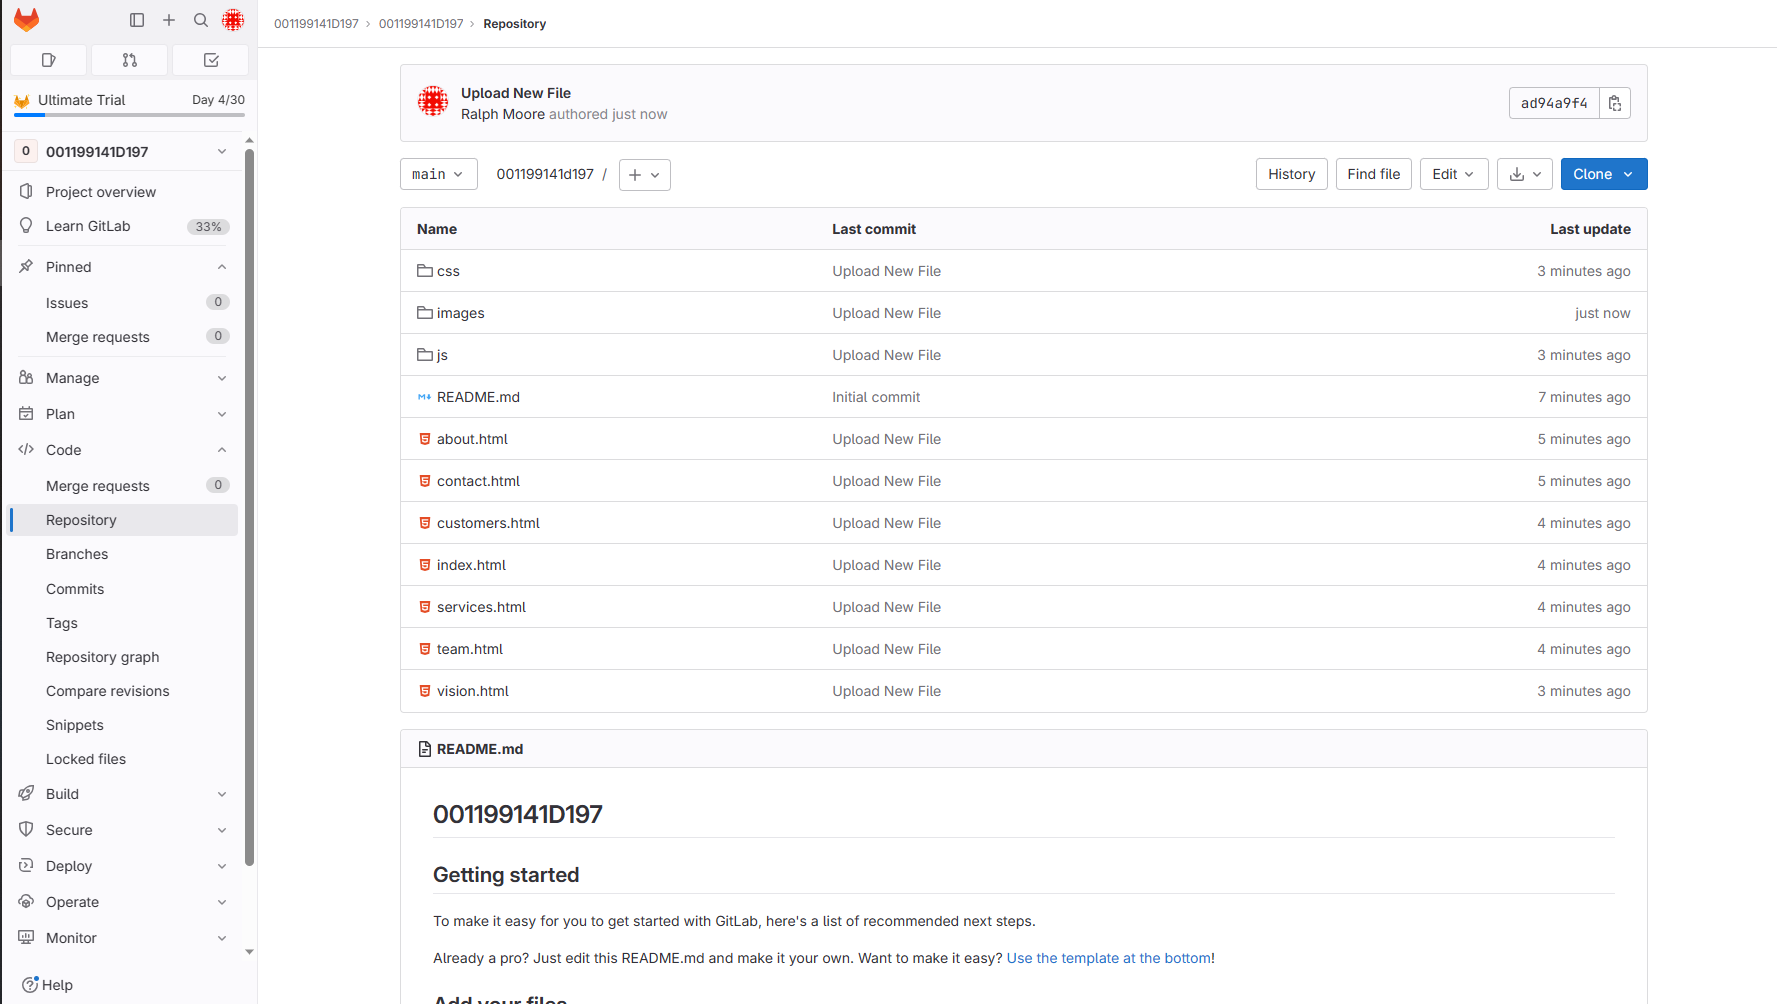 001199141D197 › 001199141D197 › Repository
Ultimate Trial Day 4/30
0 001199141D197
Project overview
Learn GitLab 33%
Pinned
Issues 0
Merge requests 0
Manage
Plan
Code
Merge requests 0
Repository
Branches
Commits
Tags
Repository graph
Compare revisions
Snippets
Locked files
Build
Secure
Deploy
Operate
Monitor
Help
Upload New File
Ralph Moore authored just now
ad94a9f4
main 001199141d197 / + History Find file Edit Clone
Name Last commit Last update
css Upload New File 3 minutes ago
images Upload New File just now
js Upload New File 3 minutes ago
README.md Initial commit 7 minutes ago
about.html Upload New File 5 minutes ago
contact.html Upload New File 5 minutes ago
customers.html Upload New File 4 minutes ago
index.html Upload New File 4 minutes ago
services.html Upload New File 4 minutes ago
team.html Upload New File 4 minutes ago
vision.html Upload New File 3 minutes ago
README.md
001199141D197
Getting started
To make it easy for you to get started with GitLab, here's a list of recommended next steps.
Already a pro? Just edit this README.md and make it your own. Want to make it easy? Use the template at the bottom!
Add your files